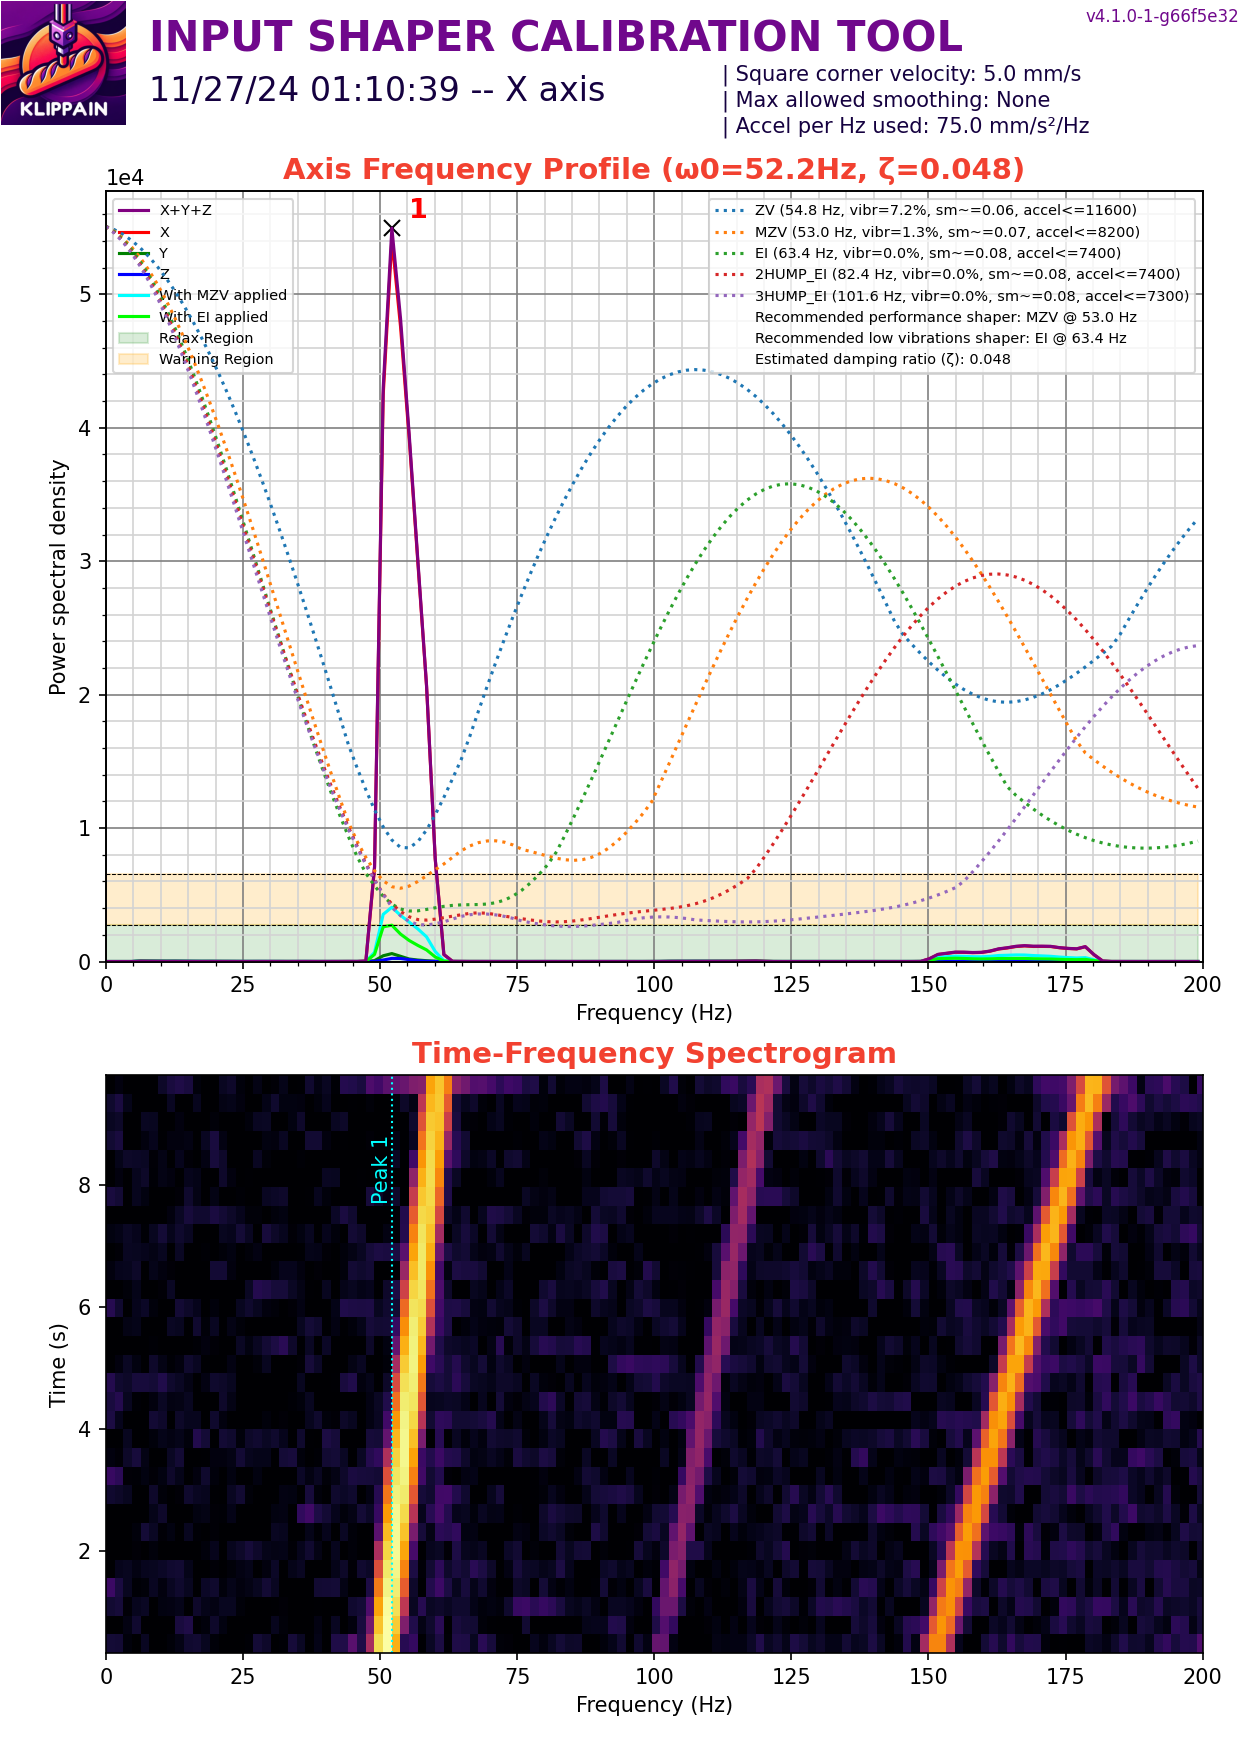 v4.1.0-1-g66f5e32
INPUT SHAPER CALIBRATION TOOL
11/27/24 01:10:39 -- X axis
| Square corner velocity: 5.0 mm/s
| Max allowed smoothing: None
| Accel per Hz used: 75.0 mm/s²/Hz
KLIPPAIN
Axis Frequency Profile (ω0=52.2Hz, ζ=0.048)
1e4
1
X+Y+Z
X
Y
Z
With MZV applied
With EI applied
Relax Region
Warning Region
ZV (54.8 Hz, vibr=7.2%, sm~=0.06, accel<=11600)
MZV (53.0 Hz, vibr=1.3%, sm~=0.07, accel<=8200)
EI (63.4 Hz, vibr=0.0%, sm~=0.08, accel<=7400)
2HUMP_EI (82.4 Hz, vibr=0.0%, sm~=0.08, accel<=7400)
3HUMP_EI (101.6 Hz, vibr=0.0%, sm~=0.08, accel<=7300)
Recommended performance shaper: MZV @ 53.0 Hz
Recommended low vibrations shaper: EI @ 63.4 Hz
Estimated damping ratio (ζ): 0.048
5
4
3
2
1
0
Power spectral density
0 25 50 75 100 125 150 175 200
Frequency (Hz)
Time-Frequency Spectrogram
Peak 1
8
6
4
2
Time (s)
0 25 50 75 100 125 150 175 200
Frequency (Hz)